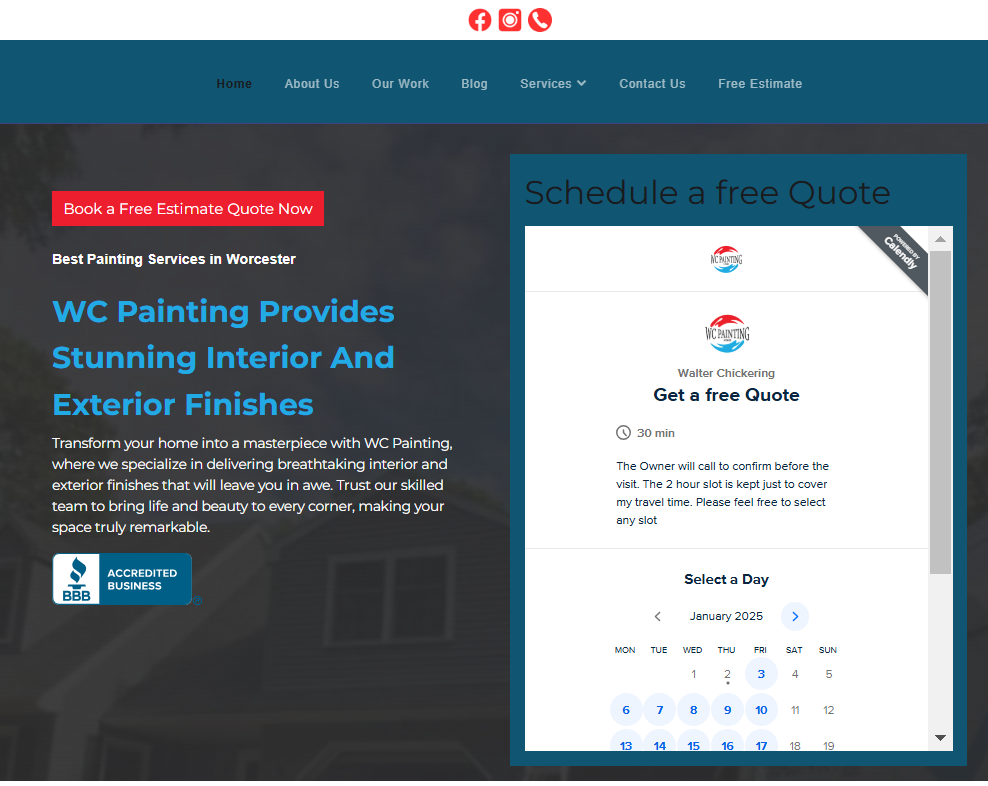 Home About Us Our Work Blog Services Contact Us Free Estimate
Book a Free Estimate Quote Now
Best Painting Services in Worcester
WC Painting Provides
Stunning Interior And
Exterior Finishes
Transform your home into a masterpiece with WC Painting,
where we specialize in delivering breathtaking interior and
exterior finishes that will leave you in awe. Trust our skilled
team to bring life and beauty to every corner, making your
space truly remarkable.
BBB
ACCREDITED
BUSINESS
®
Schedule a free Quote
POWERED BY
Calendly
WC PAINTING
WC PAINTING
Walter Chickering
Get a free Quote
30 min
The Owner will call to confirm before the
visit. The 2 hour slot is kept just to cover
my travel time. Please feel free to select
any slot
Select a Day
January 2025
MON TUE WED THU FRI SAT SUN
1 2 3 4 5
6 7 8 9 10 11 12
13 14 15 16 17 18 19